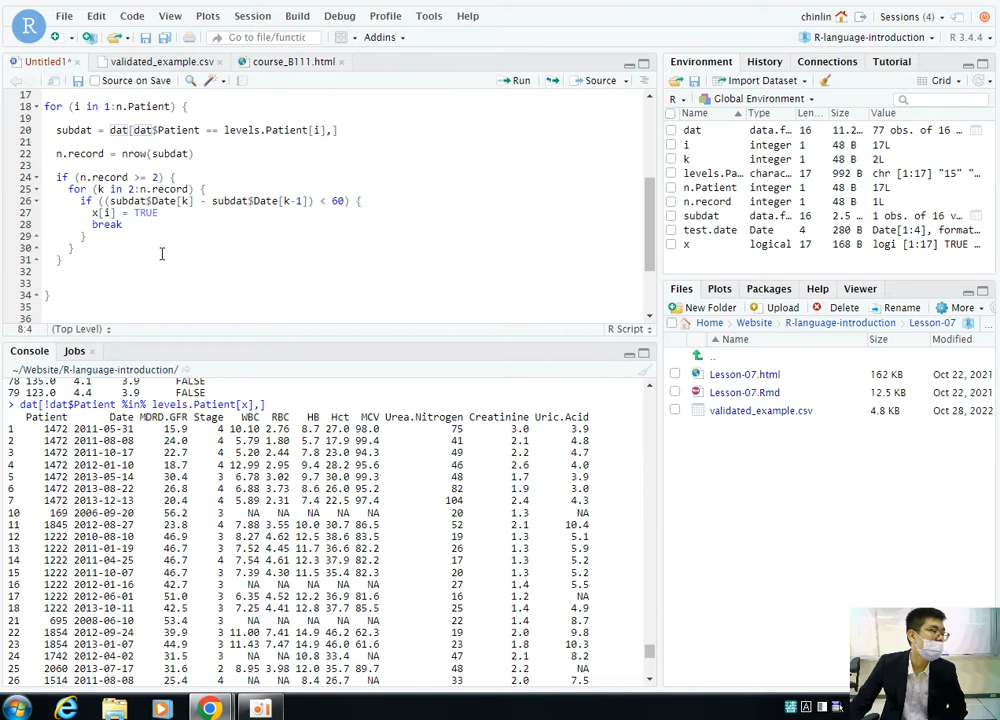 File Edit Code View Plots Session Build Debug Profile Tools Help
chinlin Sessions (4)
Go to file/functic Addins
R-language-introduction R 3.4.4
Untitled1* validated_example.csv course_B111.html
Source on Save Run Source
17
18 for (i in 1:n.Patient) {
19
20 subdat = dat[dat$Patient == levels.Patient[i],]
21
22 n.record = nrow(subdat)
23
24 if (n.record >= 2) {
25 for (k in 2:n.record) {
26 if ((subdat$Date[k] - subdat$Date[k-1]) < 60) {
27 x[i] = TRUE
28 break
29 }
30 }
31 }
32
33
34 }
35
36
8:4 (Top Level) R Script
Console Jobs
~/Website/R-language-introduction/
78 135.0 4.1 3.9 FALSE
79 123.0 4.4 3.9 FALSE
> dat[!dat$Patient %in% levels.Patient[x],]
Patient Date MDRD.GFR Stage WBC RBC HB Hct MCV Urea.Nitrogen Creatinine Uric.Acid
1 1472 2011-05-31 15.9 4 10.10 2.76 8.7 27.0 98.0 75 3.0 3.9
2 1472 2011-08-08 24.0 4 5.79 1.80 5.7 17.9 99.4 41 2.1 4.8
3 1472 2011-10-17 22.7 4 5.20 2.44 7.8 23.0 94.3 45 2.2 4.7
4 1472 2012-01-10 18.7 4 12.99 2.95 9.4 28.2 95.6 46 2.6 4.0
5 1472 2013-05-14 30.4 3 6.78 3.02 9.7 30.0 99.3 48 1.7 3.9
6 1472 2013-08-22 26.8 4 6.88 3.73 8.6 26.0 95.2 82 1.9 3.0
7 1472 2013-12-13 20.4 4 5.89 2.31 7.4 22.5 97.4 104 2.4 4.3
10 169 2006-09-20 56.2 3 NA NA NA NA NA 20 1.3 NA
11 1845 2012-08-27 23.8 4 7.88 3.55 10.0 30.7 86.5 52 2.1 10.4
12 1222 2010-08-10 46.9 3 8.27 4.62 12.5 38.6 83.5 19 1.3 5.1
13 1222 2011-01-19 46.7 3 7.52 4.45 11.7 36.6 82.2 26 1.3 5.9
14 1222 2011-04-25 46.7 3 7.54 4.61 12.3 37.9 82.2 17 1.3 5.2
15 1222 2011-10-07 46.7 3 7.39 4.30 11.5 35.4 82.3 20 1.3 5.2
16 1222 2012-01-16 42.7 3 NA NA NA NA NA 27 1.4 5.5
17 1222 2012-06-01 51.0 3 6.35 4.52 12.2 36.9 81.6 16 1.2 NA
18 1222 2013-10-11 42.5 3 7.25 4.41 12.8 37.7 85.5 25 1.4 4.9
21 695 2008-06-10 53.4 3 NA NA NA NA NA 22 1.4 8.7
22 1854 2012-09-24 39.9 3 11.00 7.41 14.9 46.2 62.3 19 2.0 9.8
23 1854 2013-01-07 44.9 3 11.43 7.47 14.9 46.0 61.6 23 1.8 10.3
24 1742 2012-04-02 31.5 3 NA NA 10.8 33.4 NA 47 2.1 8.2
25 2060 2013-07-17 31.6 2 8.95 3.98 12.0 35.7 89.7 48 2.2 NA
26 1514 2011-08-08 25.4 4 NA NA 8.4 26.7 NA 33 2.0 7.5
Environment History Connections Tutorial
Import Dataset Grid
R Global Environment
Name Type Len... Size Value
dat data.f... 16 11.2... 77 obs. of 16 ...
i integer 1 48 B 17L
k integer 1 48 B 2L
levels.Pa... charac... 17 992 B chr [1:17] "15" "...
n.Patient integer 1 48 B 17L
n.record integer 1 48 B 1L
subdat data.f... 16 2.5 ... 1 obs. of 16 v...
test.date Date 4 280 B Date[1:4], format...
x logical 17 168 B logi [1:17] TRUE ...
Files Plots Packages Help Viewer
New Folder Upload Delete Rename More
Home Website R-language-introduction Lesson-07
Name Size Modified
..
Lesson-07.html 162 KB Oct 22, 2021
Lesson-07.Rmd 12.5 KB Oct 22, 2021
validated_example.csv 4.8 KB Oct 28, 2022